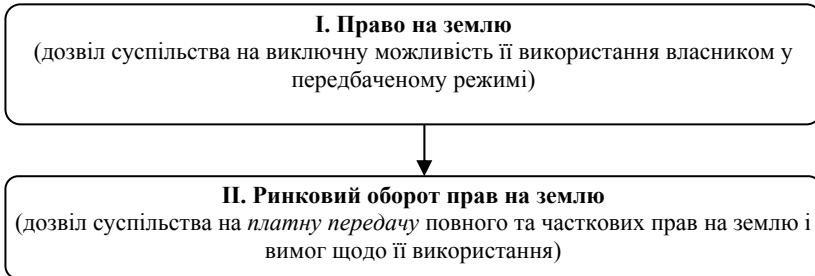 І. Право на землю
(дозвіл суспільства на виключну можливість її використання власником у
передбаченому режимі)
ІІ. Ринковий оборот прав на землю
(дозвіл суспільства на платну передачу повного та часткових прав на землю і
вимог щодо її використання)